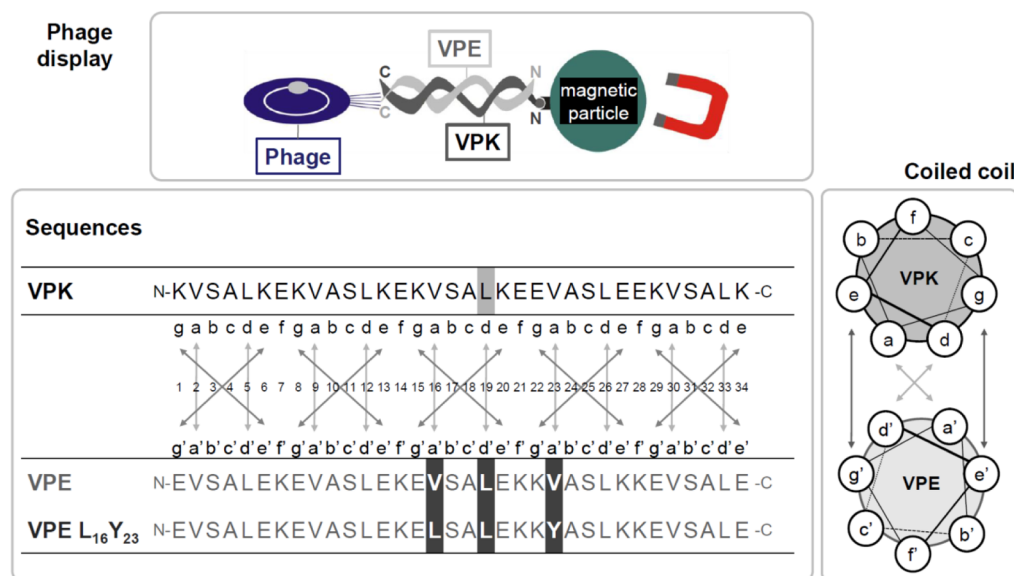 Phage
display
VPE
C
N
magnetic
particle
C
N
Phage
VPK
Sequences
VPK N-KVSALKEKVASLKEKVSALKEEVASLEEKVSALK-C
g a b c d e f g a b c d e f g a b c d e f g a b c d e f g a b c d e
1 2 3 4 5 6 7 8 9 10 11 12 13 14 15 16 17 18 19 20 21 22 23 24 25 26 27 28 29 30 31 32 33 34
g' a' b' c' d' e' f' g' a' b' c' d' e' f' g' a' b' c' d' e' f' g' a' b' c' d' e' f' g' a' b' c' d' e'
VPE N-EVSALEKEVASLEKEVSALEKKVASLKKEVSALE-C
VPE L16Y23 N-EVSALEKEVASLEKELSALEKKYASLKKEVSALE-C
Coiled coil
f
b c
VPK
e g
a d
d' a'
g' VPE e'
c' b'
f'